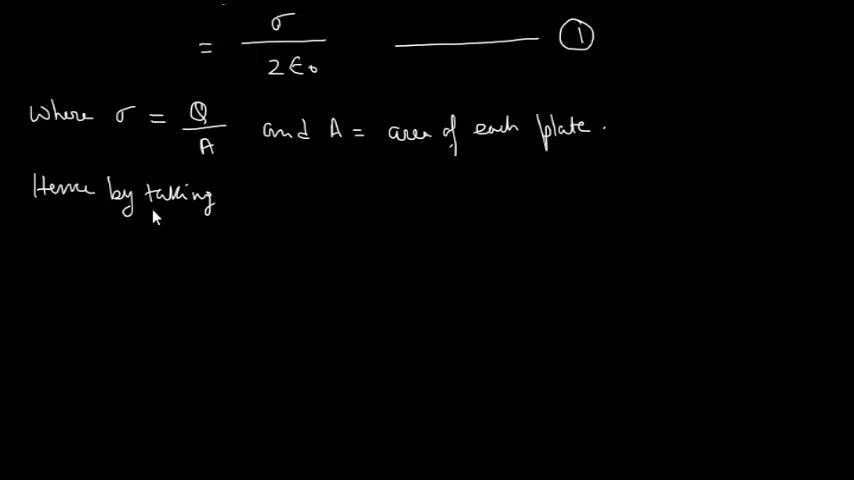 = σ / 2ε₀ ——— ①
Where σ = Q / A and A = area of each plate.
Hence by taking